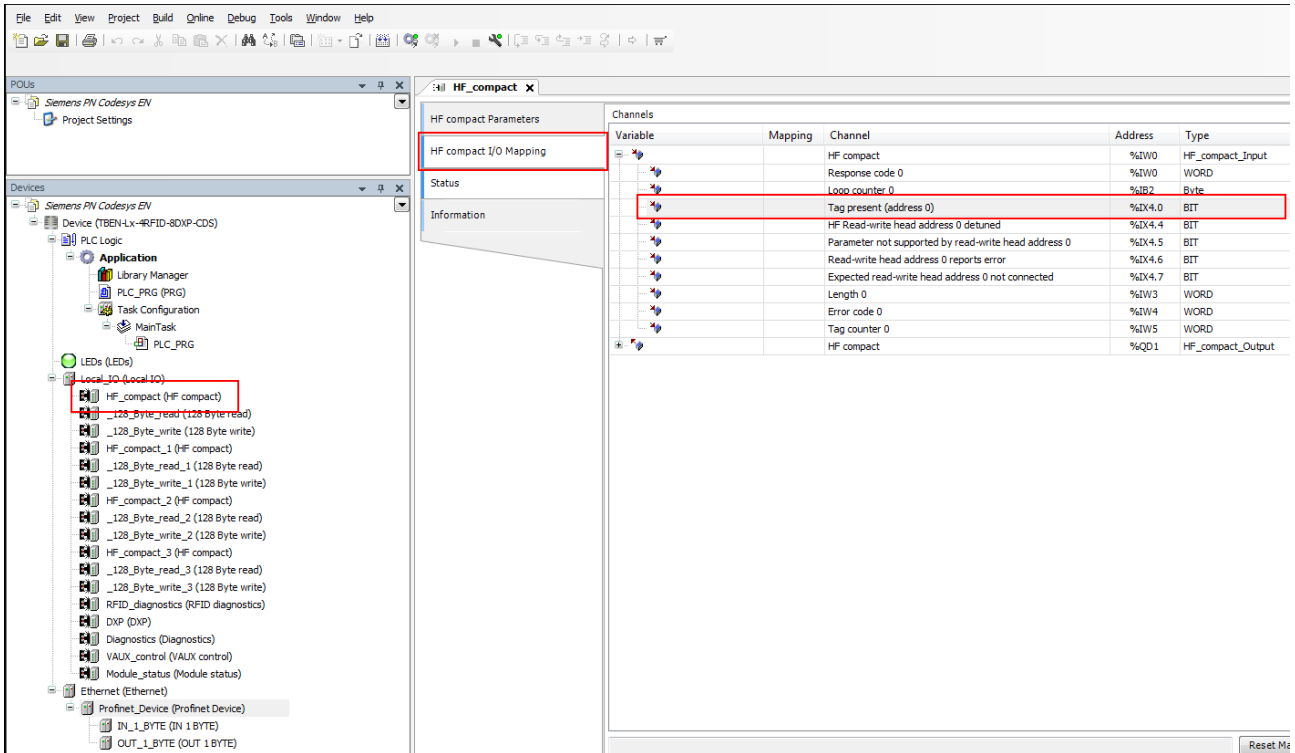 File Edit View Project Build Online Debug Tools Window Help
POUs
Siemens PN Codesys EN
Project Settings
Devices
Siemens PN Codesys EN
Device (TBEN-Lx-4RFID-8DXP-CDS)
PLC Logic
Application
Library Manager
PLC_PRG (PRG)
Task Configuration
MainTask
PLC_PRG
LEDs (LEDs)
Local_IO (Local IO)
HF_compact (HF compact)
_128_Byte_read (128 Byte read)
_128_Byte_write (128 Byte write)
HF_compact_1 (HF compact)
_128_Byte_read_1 (128 Byte read)
_128_Byte_write_1 (128 Byte write)
HF_compact_2 (HF compact)
_128_Byte_read_2 (128 Byte read)
_128_Byte_write_2 (128 Byte write)
HF_compact_3 (HF compact)
_128_Byte_read_3 (128 Byte read)
_128_Byte_write_3 (128 Byte write)
RFID_diagnostics (RFID diagnostics)
DXP (DXP)
Diagnostics (Diagnostics)
VAUX_control (VAUX control)
Module_status (Module status)
Ethernet (Ethernet)
Profinet_Device (Profinet Device)
IN_1_BYTE (IN 1 BYTE)
OUT_1_BYTE (OUT 1 BYTE)
HF_compact X
HF compact Parameters
HF compact I/O Mapping
Status
Information
Channels
Variable Mapping Channel Address Type
HF compact %IW0 HF_compact_Input
Response code 0 %IW0 WORD
Loop counter 0 %IB2 Byte
Tag present (address 0) %IX4.0 BIT
HF Read-write head address 0 detuned %IX4.4 BIT
Parameter not supported by read-write head address 0 %IX4.5 BIT
Read-write head address 0 reports error %IX4.6 BIT
Expected read-write head address 0 not connected %IX4.7 BIT
Length 0 %IW3 WORD
Error code 0 %IW4 WORD
Tag counter 0 %IW5 WORD
HF compact %QD1 HF_compact_Output
Reset Ma